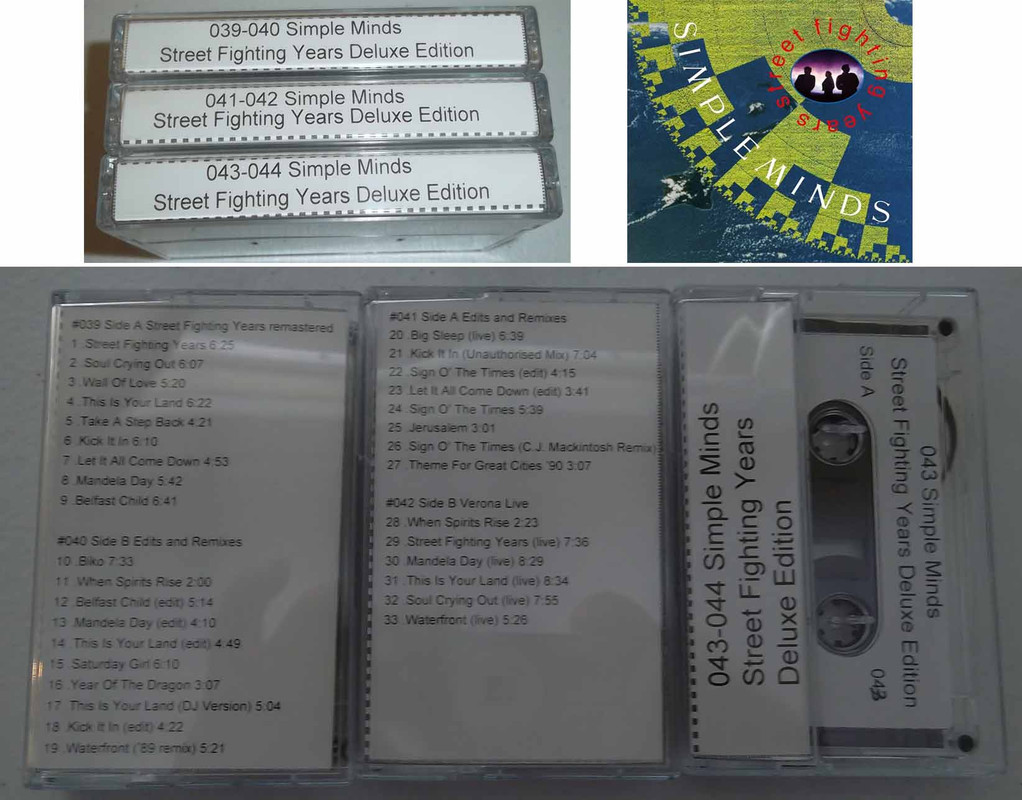 039-040 Simple Minds
Street Fighting Years Deluxe Edition
041-042 Simple Minds
Street Fighting Years Deluxe Edition
043-044 Simple Minds
Street Fighting Years Deluxe Edition
street fighting years
SIMPLE MINDS
#039 Side A Street Fighting Years remastered
1 .Street Fighting Years 6:25
2 .Soul Crying Out 6:07
3 .Wall Of Love 5:20
4 .This Is Your Land 6:22
5 .Take A Step Back 4:21
6 .Kick It In 6:10
7 .Let It All Come Down 4:53
8 .Mandela Day 5:42
9 .Belfast Child 6:41
#040 Side B Edits and Remixes
10 .Biko 7:33
11 .When Spirits Rise 2:00
12 .Belfast Child (edit) 5:14
13 .Mandela Day (edit) 4:10
14 .This Is Your Land (edit) 4:49
15 .Saturday Girl 6:10
16 .Year Of The Dragon 3:07
17 .This Is Your Land (DJ Version) 5:04
18 .Kick It In (edit) 4:22
19 .Waterfront ('89 remix) 5:21
#041 Side A Edits and Remixes
20 .Big Sleep (live) 6:39
21 .Kick It In (Unauthorised Mix) 7:04
22 .Sign O' The Times (edit) 4:15
23 .Let It All Come Down (edit) 3:41
24 .Sign O' The Times 5:39
25 .Jerusalem 3:01
26 .Sign O' The Times (C.J. Mackintosh Remix)
27 .Theme For Great Cities '90 3:07
#042 Side B Verona Live
28 .When Spirits Rise 2:23
29 .Street Fighting Years (live) 7:36
30 .Mandela Day (live) 8:29
31 .This Is Your Land (live) 8:34
32 .Soul Crying Out (live) 7:55
33 .Waterfront (live) 5:26
043-044 Simple Minds
Street Fighting Years
Deluxe Edition
043 Simple Minds
Street Fighting Years Deluxe Edition
Side A
043